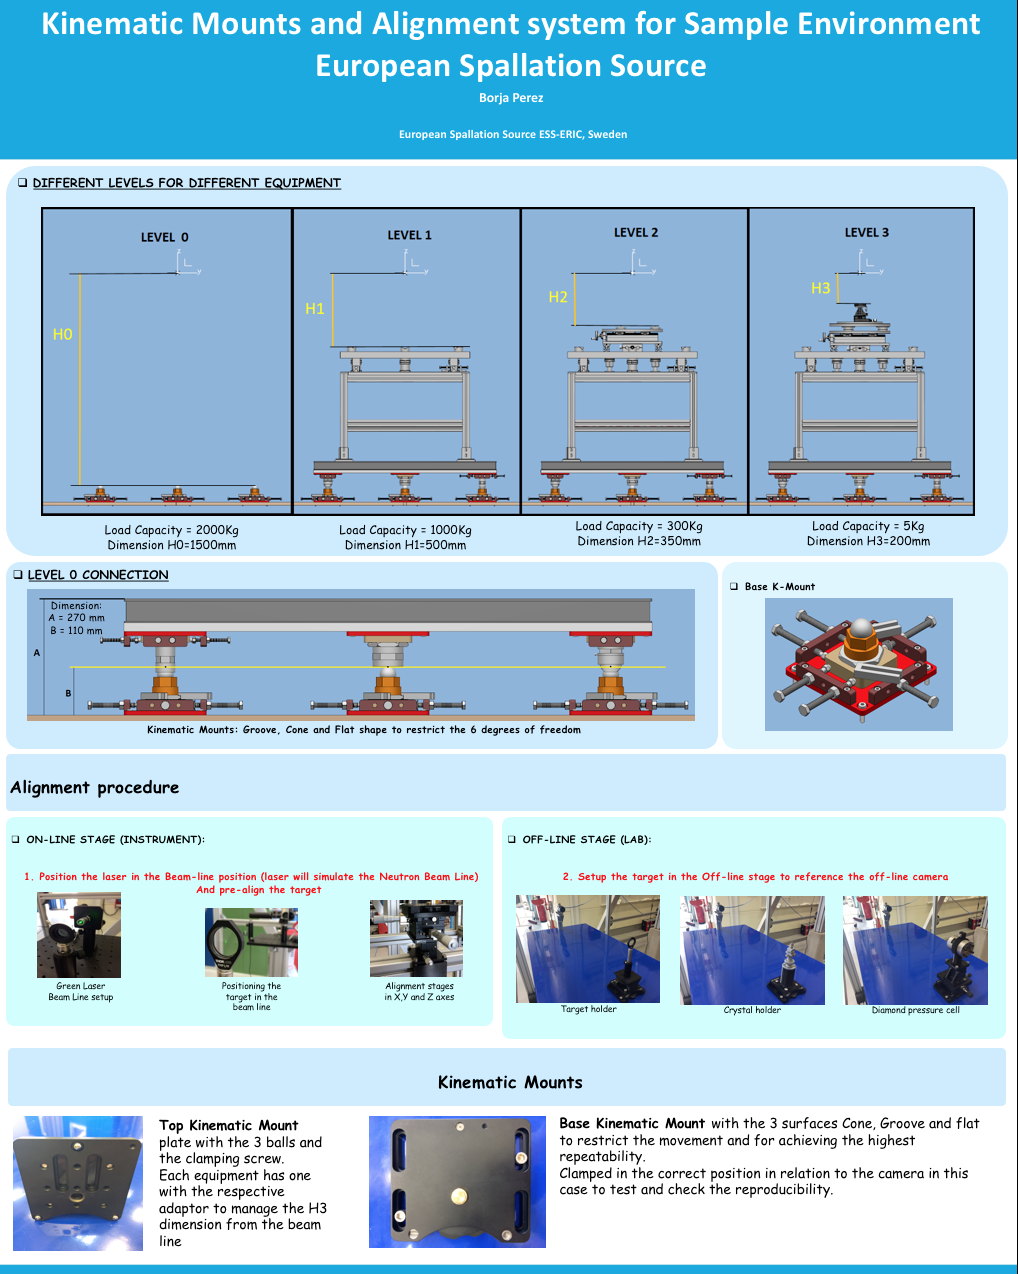 Kinematic Mounts and Alignment system for Sample Environment
European Spallation Source
Borja Perez
European Spallation Source ESS-ERIC, Sweden
❑ DIFFERENT LEVELS FOR DIFFERENT EQUIPMENT
LEVEL 0
LEVEL 1
LEVEL 2
LEVEL 3
z
y
z
y
z
y
z
y
H0
H1
H2
H3
Load Capacity = 2000Kg
Dimension H0=1500mm
Load Capacity = 1000Kg
Dimension H1=500mm
Load Capacity = 300Kg
Dimension H2=350mm
Load Capacity = 5Kg
Dimension H3=200mm
❑ LEVEL 0 CONNECTION
Dimension:
A = 270 mm
B = 110 mm
A
B
Kinematic Mounts: Groove, Cone and Flat shape to restrict the 6 degrees of freedom
❑ Base K-Mount
Alignment procedure
❑ ON-LINE STAGE (INSTRUMENT):
1. Position the laser in the Beam-line position (laser will simulate the Neutron Beam Line)
And pre-align the target
Green Laser
Beam Line setup
Positioning the
target in the
beam line
Alignment stages
in X,Y and Z axes
❑ OFF-LINE STAGE (LAB):
2. Setup the target in the Off-line stage to reference the off-line camera
Target holder
Crystal holder
Diamond pressure cell
Kinematic Mounts
Top Kinematic Mount
plate with the 3 balls and
the clamping screw.
Each equipment has one
with the respective
adaptor to manage the H3
dimension from the beam
line
Base Kinematic Mount with the 3 surfaces Cone, Groove and flat
to restrict the movement and for achieving the highest
repeatability.
Clamped in the correct position in relation to the camera in this
case to test and check the reproducibility.